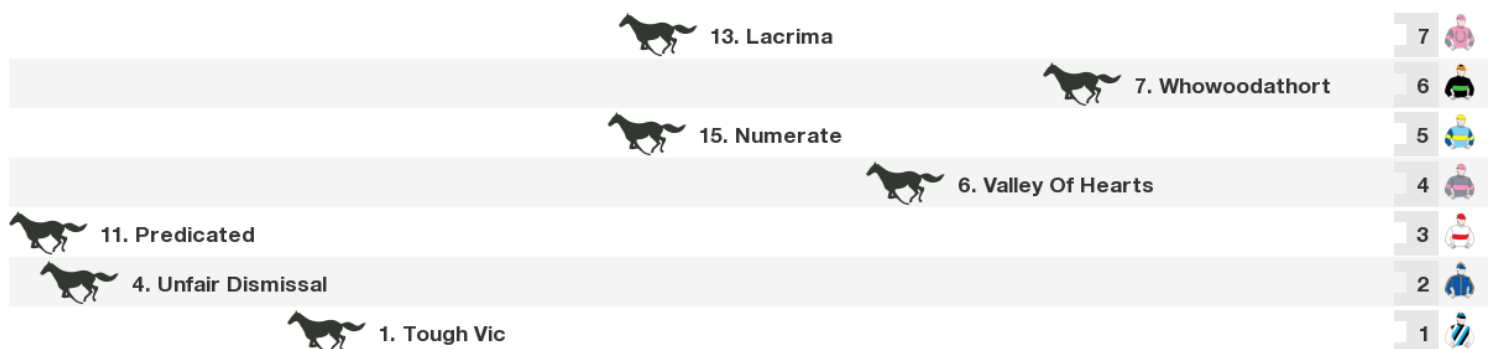 13. Lacrima 7
7. Whowoodathort 6
15. Numerate 5
6. Valley Of Hearts 4
11. Predicated 3
4. Unfair Dismissal 2
1. Tough Vic 1